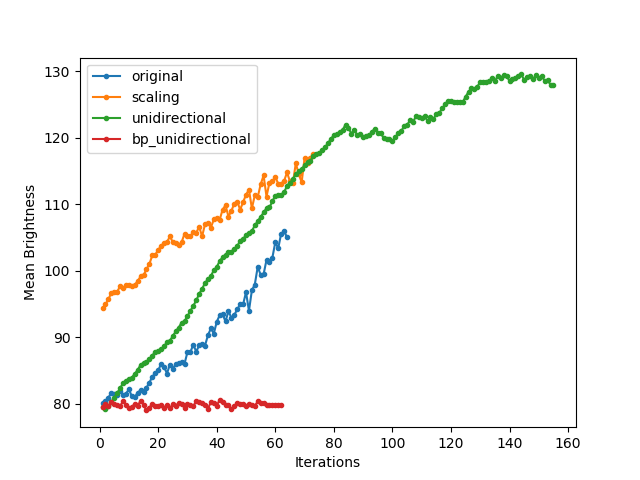 original
scaling
unidirectional
bp_unidirectional
Mean Brightness
130
120
110
100
90
80
0 20 40 60 80 100 120 140 160
Iterations